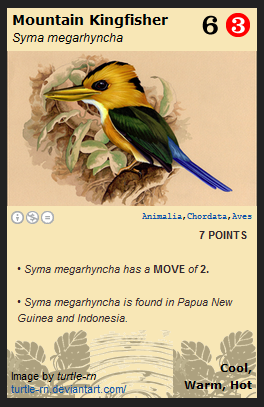 Mountain Kingfisher
Syma megarhyncha
6 3
Animalia,Chordata,Aves
7 POINTS
• Syma megarhyncha has a MOVE of 2.
• Syma megarhyncha is found in Papua New
Guinea and Indonesia.
Image by turtle-rn
turtle-rn.deviantart.com/
Cool,
Warm, Hot